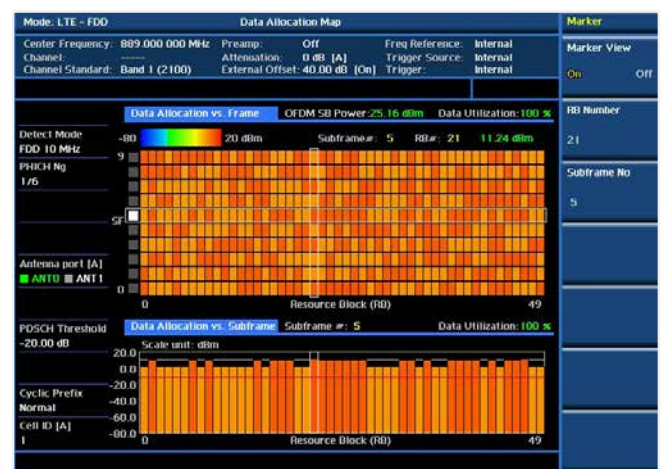 Mode: LTE - FDD Data Allocation Map Marker
Center Frequency: 889.000 000 MHz Preamp: Off Freq Reference: Internal
Channel: ----- Attenuation: 0 dB [A] Trigger Source: Internal
Channel Standard: Band 1 (2100) External Offset: 40.00 dB [On] Trigger: Internal
Marker View
On Off
Data Allocation vs. Frame OFDM SB Power:25.16 dBm Data Utilization:100 %
RB Number
21
Detect Mode
FDD 10 MHz
-80 20 dBm Subframe#: 5 RB#: 21 11.24 dBm
PHICH Ng
1/6
9
Subframe No
5
SF
Antenna port [A]
ANT0 ANT1
0
0 Resource Block (RB) 49
PDSCH Threshold
-20.00 dB
Data Allocation vs. Subframe Subframe #: 5 Data Utilization:100 %
Scale unit: dBm
20.0
0.0
-20.0
Cyclic Prefix
Normal
-40.0
-60.0
Cell ID [A]
1
-80.0
0 Resource Block (RB) 49